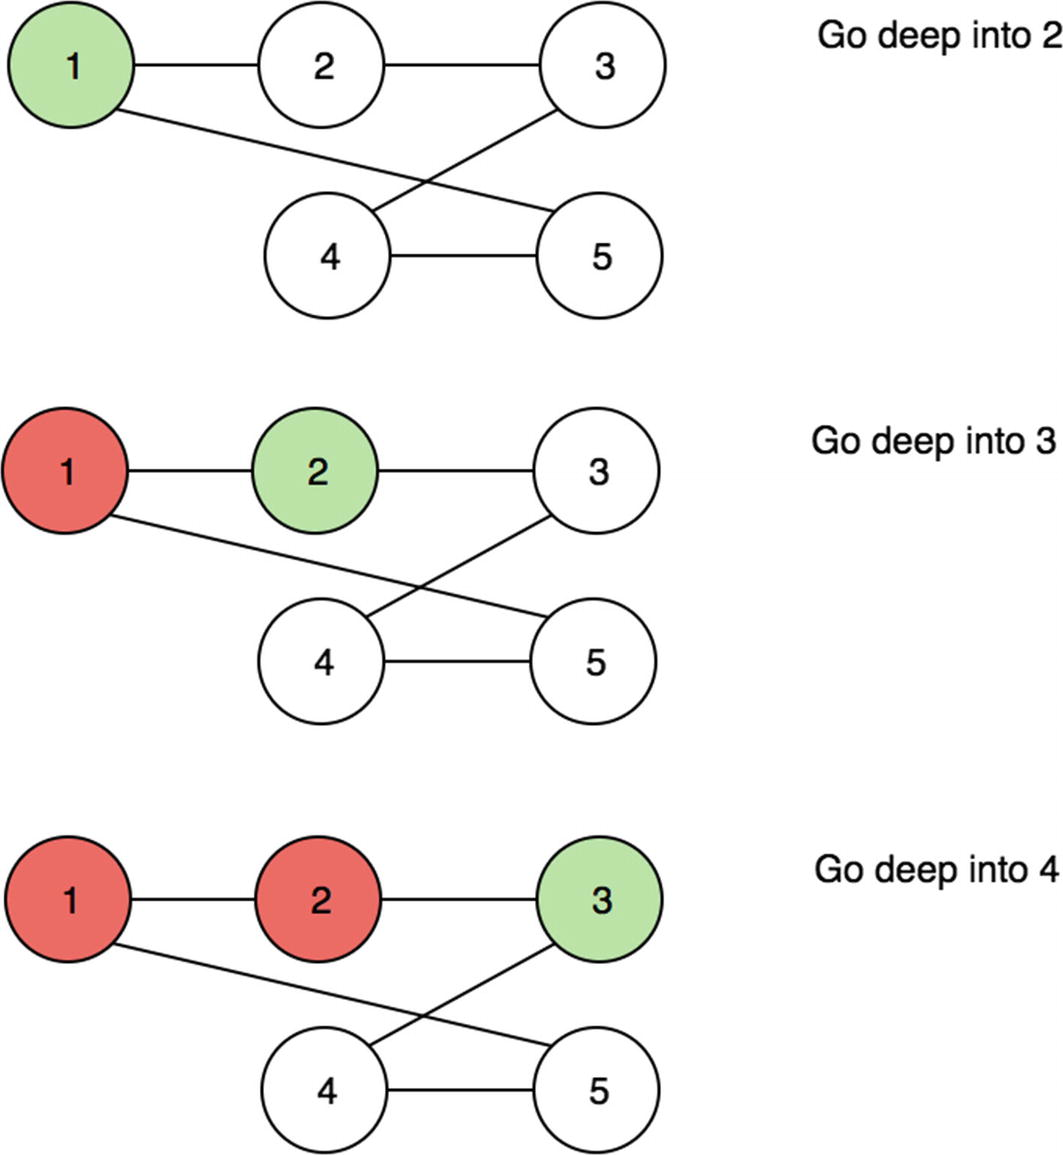 1 2 3 Go deep into 2
4 5
1 2 3 Go deep into 3
4 5
1 2 3 Go deep into 4
4 5